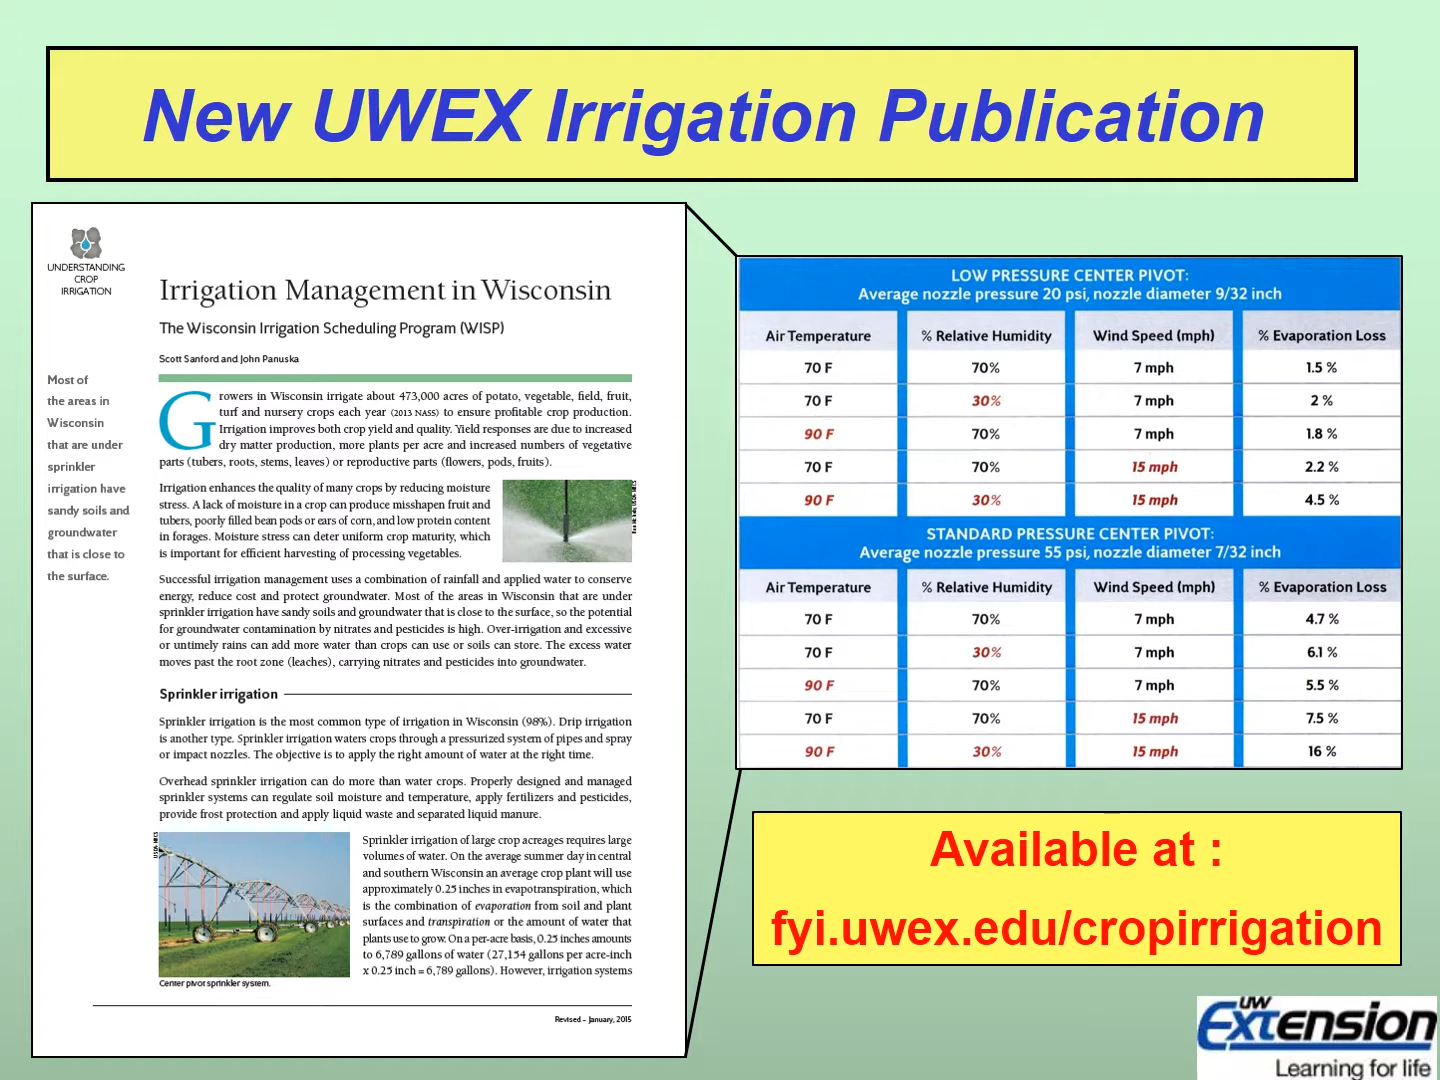 New UWEX Irrigation Publication
UNDERSTANDING
CROP
IRRIGATION
Irrigation Management in Wisconsin
The Wisconsin Irrigation Scheduling Program (WISP)
Scott Sanford and John Panuska
Most of
the areas in
Wisconsin
that are under
sprinkler
irrigation have
sandy soils and
groundwater
that is close to
the surface.
Growers in Wisconsin irrigate about 473,000 acres of potato, vegetable, field, fruit,
turf and nursery crops each year (2013 NASS) to ensure profitable crop production.
Irrigation improves both crop yield and quality. Yield responses are due to increased
dry matter production, more plants per acre and increased numbers of vegetative
parts (tubers, roots, stems, leaves) or reproductive parts (flowers, pods, fruits).
Irrigation enhances the quality of many crops by reducing moisture
stress. A lack of moisture in a crop can produce misshapen fruit and
tubers, poorly filled bean pods or ears of corn, and low protein content
in forages. Moisture stress can deter uniform crop maturity, which
is important for efficient harvesting of processing vegetables.
Successful irrigation management uses a combination of rainfall and applied water to conserve
energy, reduce cost and protect groundwater. Most of the areas in Wisconsin that are under
sprinkler irrigation have sandy soils and groundwater that is close to the surface, so the potential
for groundwater contamination by nitrates and pesticides is high. Over-irrigation and excessive
or untimely rains can add more water than crops can use or soils can store. The excess water
moves past the root zone (leaches), carrying nitrates and pesticides into groundwater.
Sprinkler irrigation
Sprinkler irrigation is the most common type of irrigation in Wisconsin (98%). Drip irrigation
is another type. Sprinkler irrigation waters crops through a pressurized system of pipes and spray
or impact nozzles. The objective is to apply the right amount of water at the right time.
Overhead sprinkler irrigation can do more than water crops. Properly designed and managed
sprinkler systems can regulate soil moisture and temperature, apply fertilizers and pesticides,
provide frost protection and apply liquid waste and separated liquid manure.
USDA NRCS
Center pivot sprinkler system.
Sprinkler irrigation of large crop acreages requires large
volumes of water. On the average summer day in central
and southern Wisconsin an average crop plant will use
approximately 0.25 inches in evapotranspiration, which
is the combination of evaporation from soil and plant
surfaces and transpiration or the amount of water that
plants use to grow. On a per-acre basis, 0.25 inches amounts
to 6,789 gallons of water (27,154 gallons per acre-inch
x 0.25 inch = 6,789 gallons). However, irrigation systems
Revised – January, 2015
LOW PRESSURE CENTER PIVOT:
Average nozzle pressure 20 psi, nozzle diameter 9/32 inch
Air Temperature % Relative Humidity Wind Speed (mph) % Evaporation Loss
70 F 70% 7 mph 1.5 %
70 F 30% 7 mph 2 %
90 F 70% 7 mph 1.8 %
70 F 70% 15 mph 2.2 %
90 F 30% 15 mph 4.5 %
STANDARD PRESSURE CENTER PIVOT:
Average nozzle pressure 55 psi, nozzle diameter 7/32 inch
Air Temperature % Relative Humidity Wind Speed (mph) % Evaporation Loss
70 F 70% 7 mph 4.7 %
70 F 30% 7 mph 6.1 %
90 F 70% 7 mph 5.5 %
70 F 70% 15 mph 7.5 %
90 F 30% 15 mph 16 %
Available at :
fyi.uwex.edu/cropirrigation
UW
Extension
Learning for life